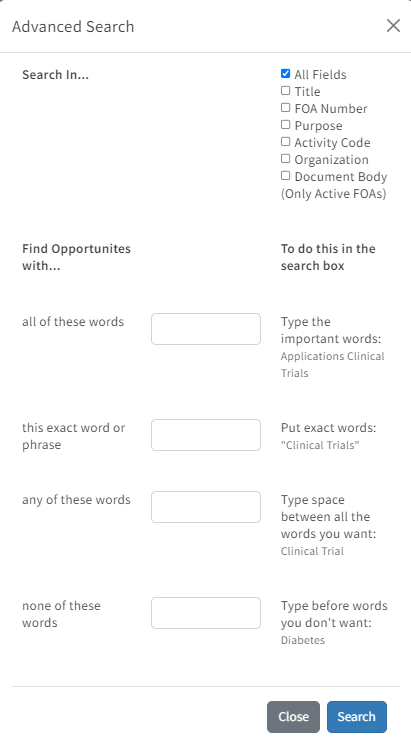 Advanced Search
Search In...
All Fields
Title
FOA Number
Purpose
Activity Code
Organization
Document Body
(Only Active FOAs)
Find Opportunites
with...
To do this in the
search box
all of these words
Type the
important words:
Applications Clinical
Trials
this exact word or
phrase
Put exact words:
"Clinical Trials"
any of these words
Type space
between all the
words you want:
Clinical Trial
none of these
words
Type before words
you don't want:
Diabetes
Close
Search